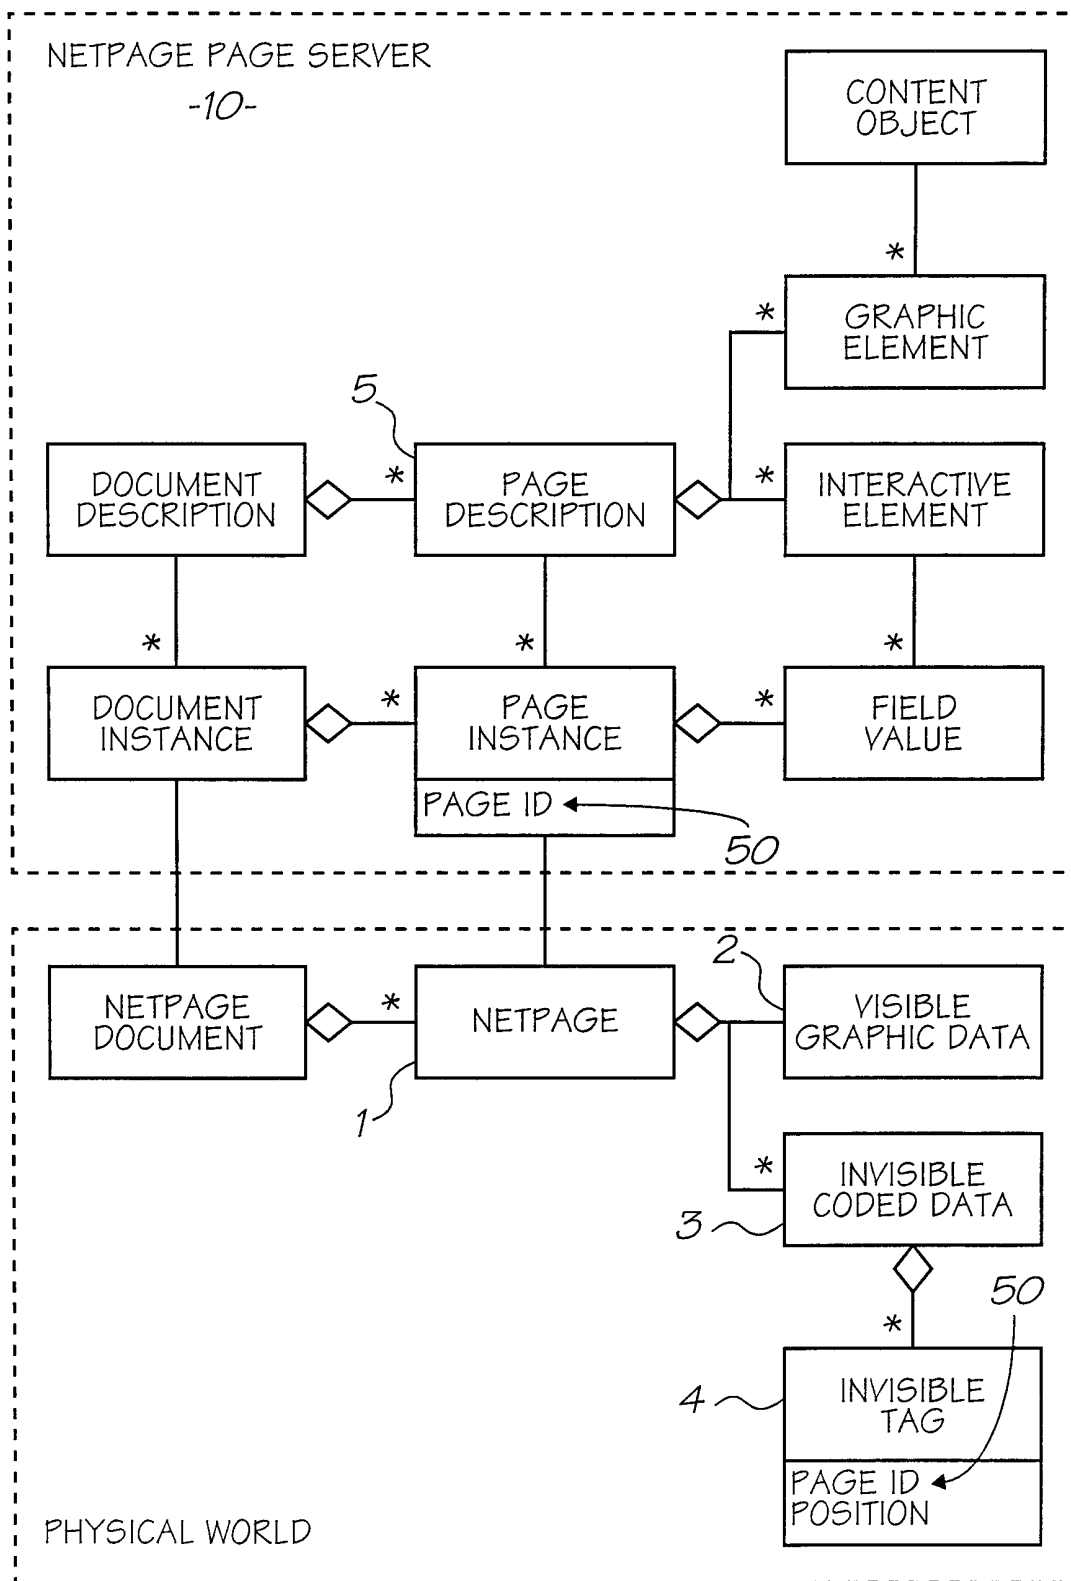 NETPAGE PAGE SERVER
-10-
CONTENT
OBJECT
*
*
GRAPHIC
ELEMENT
5
DOCUMENT
DESCRIPTION
*
PAGE
DESCRIPTION
*
INTERACTIVE
ELEMENT
*
*
*
DOCUMENT
INSTANCE
*
PAGE
INSTANCE
*
FIELD
VALUE
PAGE ID
50
2
NETPAGE
DOCUMENT
*
NETPAGE
VISIBLE
GRAPHIC DATA
1
*
INVISIBLE
CODED DATA
3
50
*
4
INVISIBLE
TAG
PAGE ID
POSITION
PHYSICAL WORLD